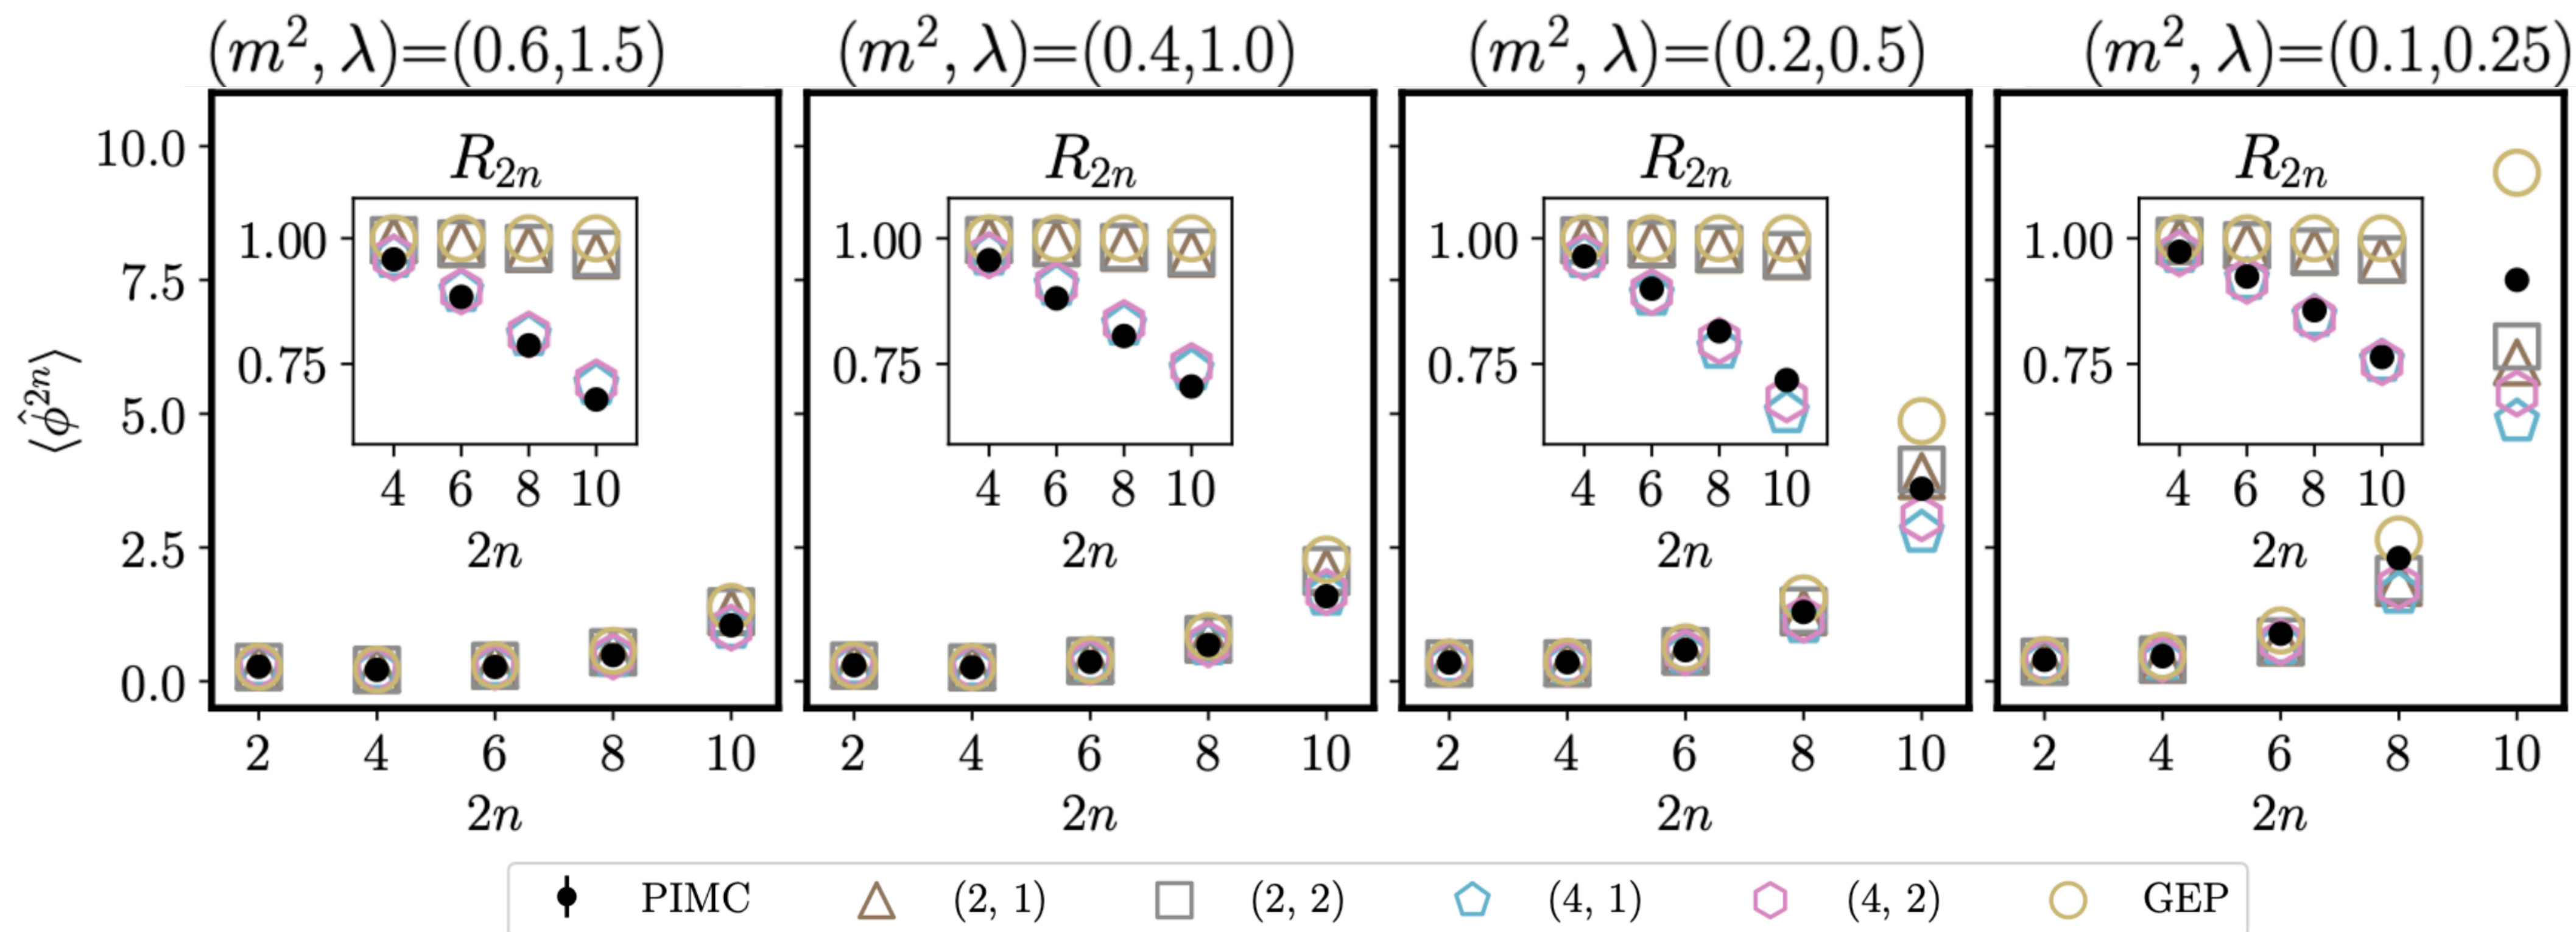 (m², λ)=(0.6,1.5) (m², λ)=(0.4,1.0) (m², λ)=(0.2,0.5) (m², λ)=(0.1,0.25)
⟨ϕ̂²ⁿ⟩
10.0
7.5
5.0
2.5
0.0
R₂ₙ
1.00
0.75
4 6 8 10
2n
2 4 6 8 10
2n
R₂ₙ
1.00
0.75
4 6 8 10
2n
2 4 6 8 10
2n
R₂ₙ
1.00
0.75
4 6 8 10
2n
2 4 6 8 10
2n
R₂ₙ
1.00
0.75
4 6 8 10
2n
2 4 6 8 10
2n
PIMC (2, 1) (2, 2) (4, 1) (4, 2) GEP